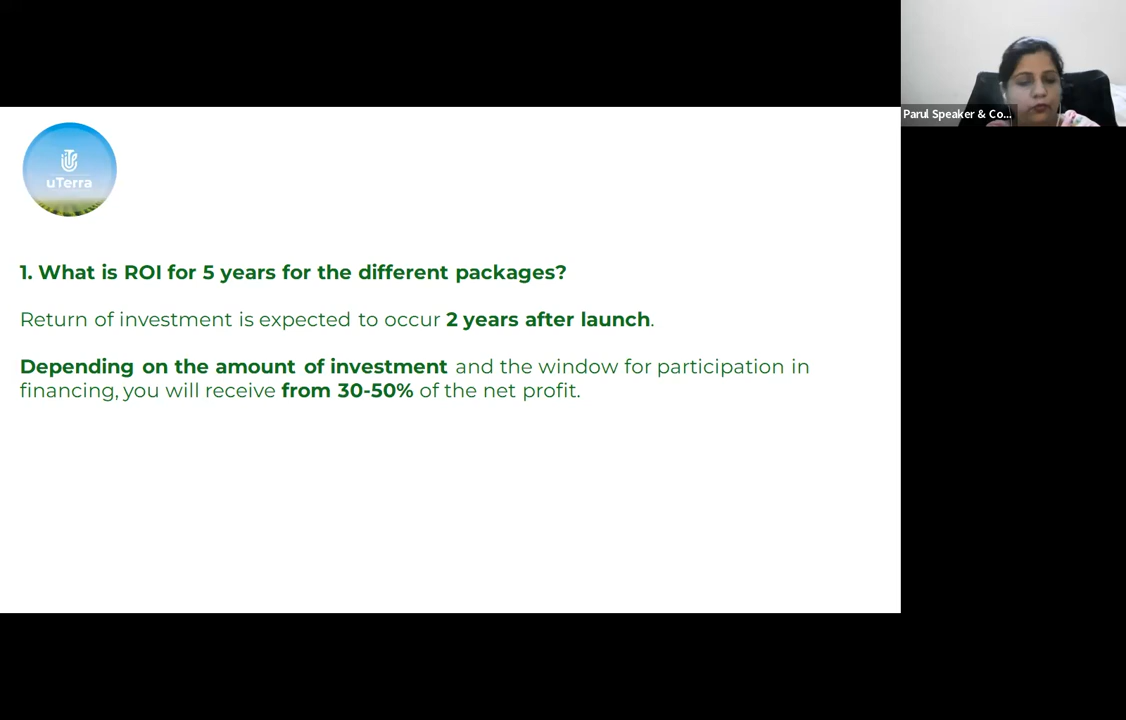 Parul Speaker & Co...
uTerra
1. What is ROI for 5 years for the different packages?
Return of investment is expected to occur 2 years after launch.
Depending on the amount of investment and the window for participation in
financing, you will receive from 30-50% of the net profit.